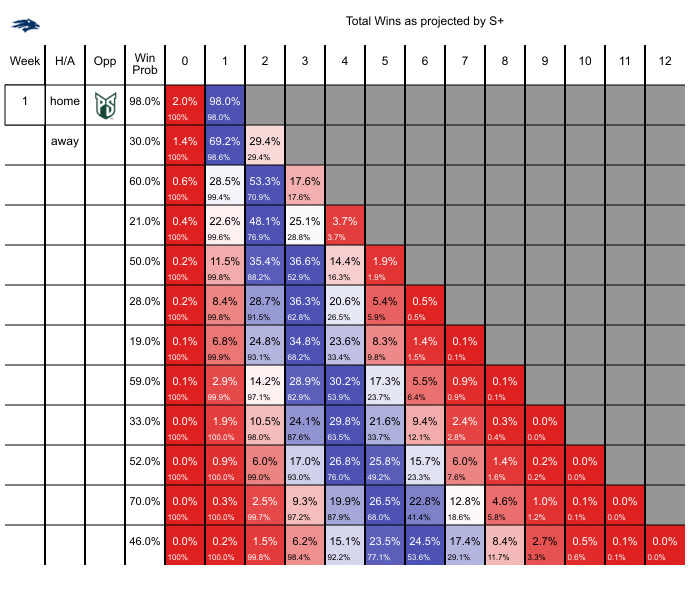 Total Wins as projected by S+
Week H/A Opp Win Prob 0 1 2 3 4 5 6 7 8 9 10 11 12
1 home 98.0% 2.0% 98.0%
100% 98.0%
away 30.0% 1.4% 69.2% 29.4%
100% 98.6% 29.4%
60.0% 0.6% 28.5% 53.3% 17.6%
100% 99.4% 70.9% 17.6%
21.0% 0.4% 22.6% 48.1% 25.1% 3.7%
100% 99.6% 76.9% 28.8% 3.7%
50.0% 0.2% 11.5% 35.4% 36.6% 14.4% 1.9%
100% 99.8% 88.2% 52.9% 16.3% 1.9%
28.0% 0.2% 8.4% 28.7% 36.3% 20.6% 5.4% 0.5%
100% 99.8% 91.5% 62.8% 26.5% 5.9% 0.5%
19.0% 0.1% 6.8% 24.8% 34.8% 23.6% 8.3% 1.4% 0.1%
100% 99.9% 93.1% 68.2% 33.4% 9.8% 1.5% 0.1%
59.0% 0.1% 2.9% 14.2% 28.9% 30.2% 17.3% 5.5% 0.9% 0.1%
100% 99.9% 97.1% 82.9% 53.9% 23.7% 6.4% 0.9% 0.1%
33.0% 0.0% 1.9% 10.5% 24.1% 29.8% 21.6% 9.4% 2.4% 0.3% 0.0%
100% 100.0% 98.0% 87.6% 63.5% 33.7% 12.1% 2.8% 0.4% 0.0%
52.0% 0.0% 0.9% 6.0% 17.0% 26.8% 25.8% 15.7% 6.0% 1.4% 0.2% 0.0%
100% 100.0% 99.0% 93.0% 76.0% 49.2% 23.3% 7.6% 1.6% 0.2% 0.0%
70.0% 0.0% 0.3% 2.5% 9.3% 19.9% 26.5% 22.8% 12.8% 4.6% 1.0% 0.1% 0.0%
100% 100.0% 99.7% 97.2% 87.9% 68.0% 41.4% 18.6% 5.8% 1.2% 0.1% 0.0%
46.0% 0.0% 0.2% 1.5% 6.2% 15.1% 23.5% 24.5% 17.4% 8.4% 2.7% 0.5% 0.1% 0.0%
100% 100.0% 99.8% 98.4% 92.2% 77.1% 53.6% 29.1% 11.7% 3.3% 0.6% 0.1% 0.0%